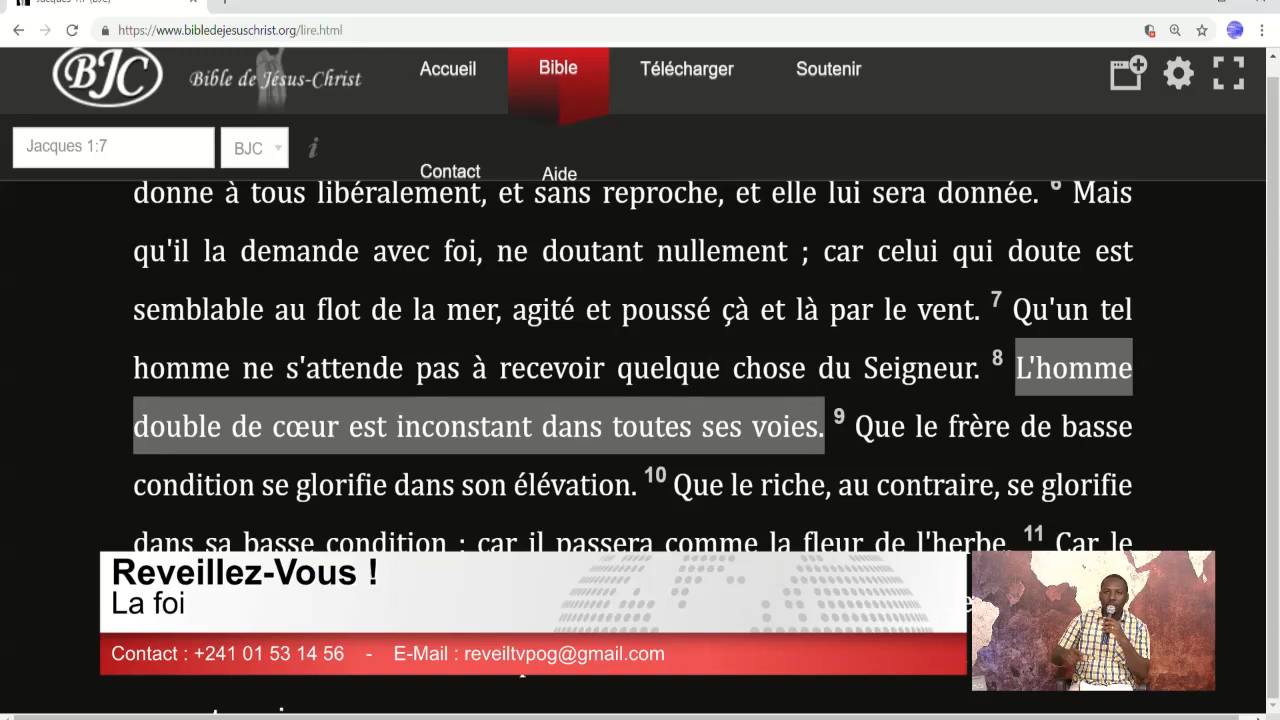 Jacques 1:7 (BJC)
https://www.bibledejesuschrist.org/lire.html
BJC
Bible de Jésus-Christ
Accueil
Bible
Télécharger
Soutenir
Jacques 1:7
BJC
i
Contact
Aide
donne à tous libéralement, et sans reproche, et elle lui sera donnée. 6 Mais
qu'il la demande avec foi, ne doutant nullement ; car celui qui doute est
semblable au flot de la mer, agité et poussé çà et là par le vent. 7 Qu'un tel
homme ne s'attende pas à recevoir quelque chose du Seigneur. 8 L'homme
double de cœur est inconstant dans toutes ses voies. 9 Que le frère de basse
condition se glorifie dans son élévation. 10 Que le riche, au contraire, se glorifie
dans sa basse condition ; car il passera comme la fleur de l'herbe. 11 Car le
Reveillez-Vous !
La foi
Contact : +241 01 53 14 56 - E-Mail : reveiltvpog@gmail.com